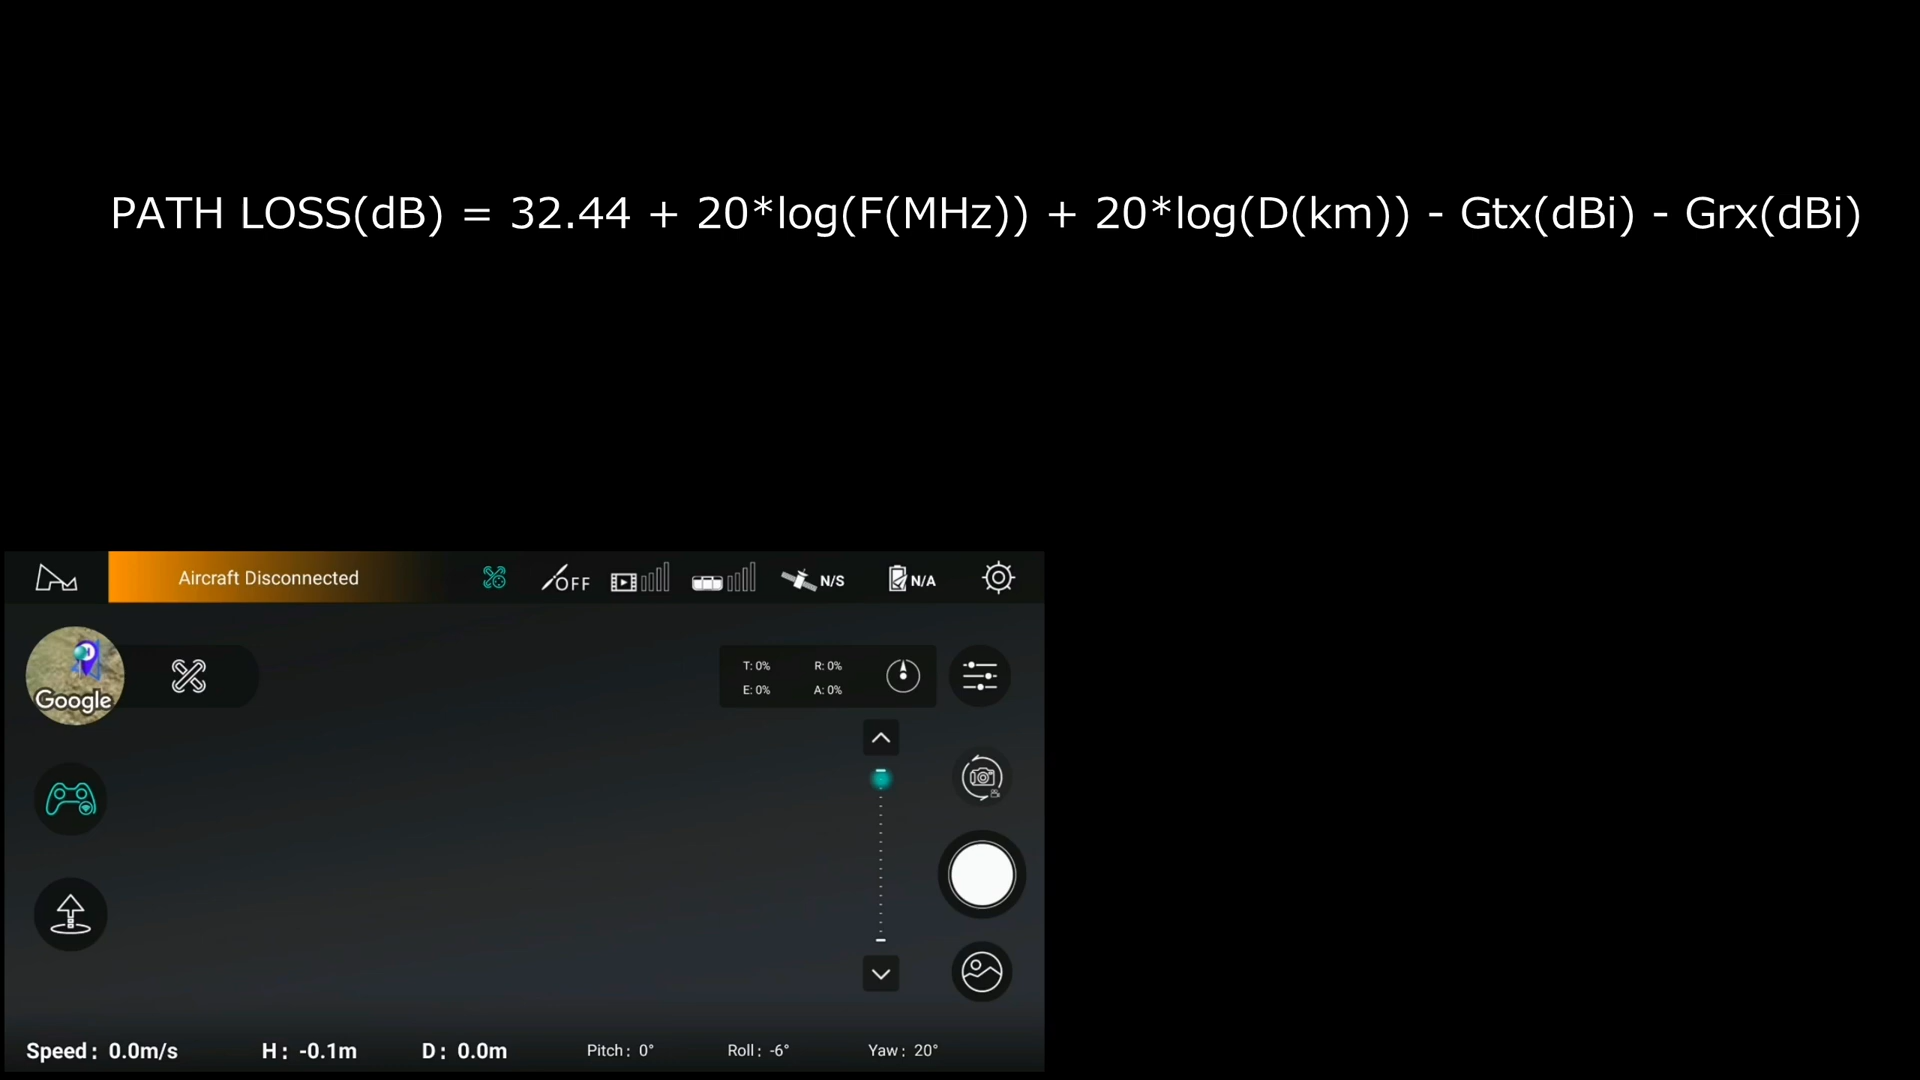 PATH LOSS(dB) = 32.44 + 20*log(F(MHz)) + 20*log(D(km)) - Gtx(dBi) - Grx(dBi)
Aircraft Disconnected
OFF
N/S
N/A
H
Google
T: 0% R: 0%
E: 0% A: 0%
Speed : 0.0m/s H : -0.1m D : 0.0m Pitch : 0° Roll : -6° Yaw : 20°